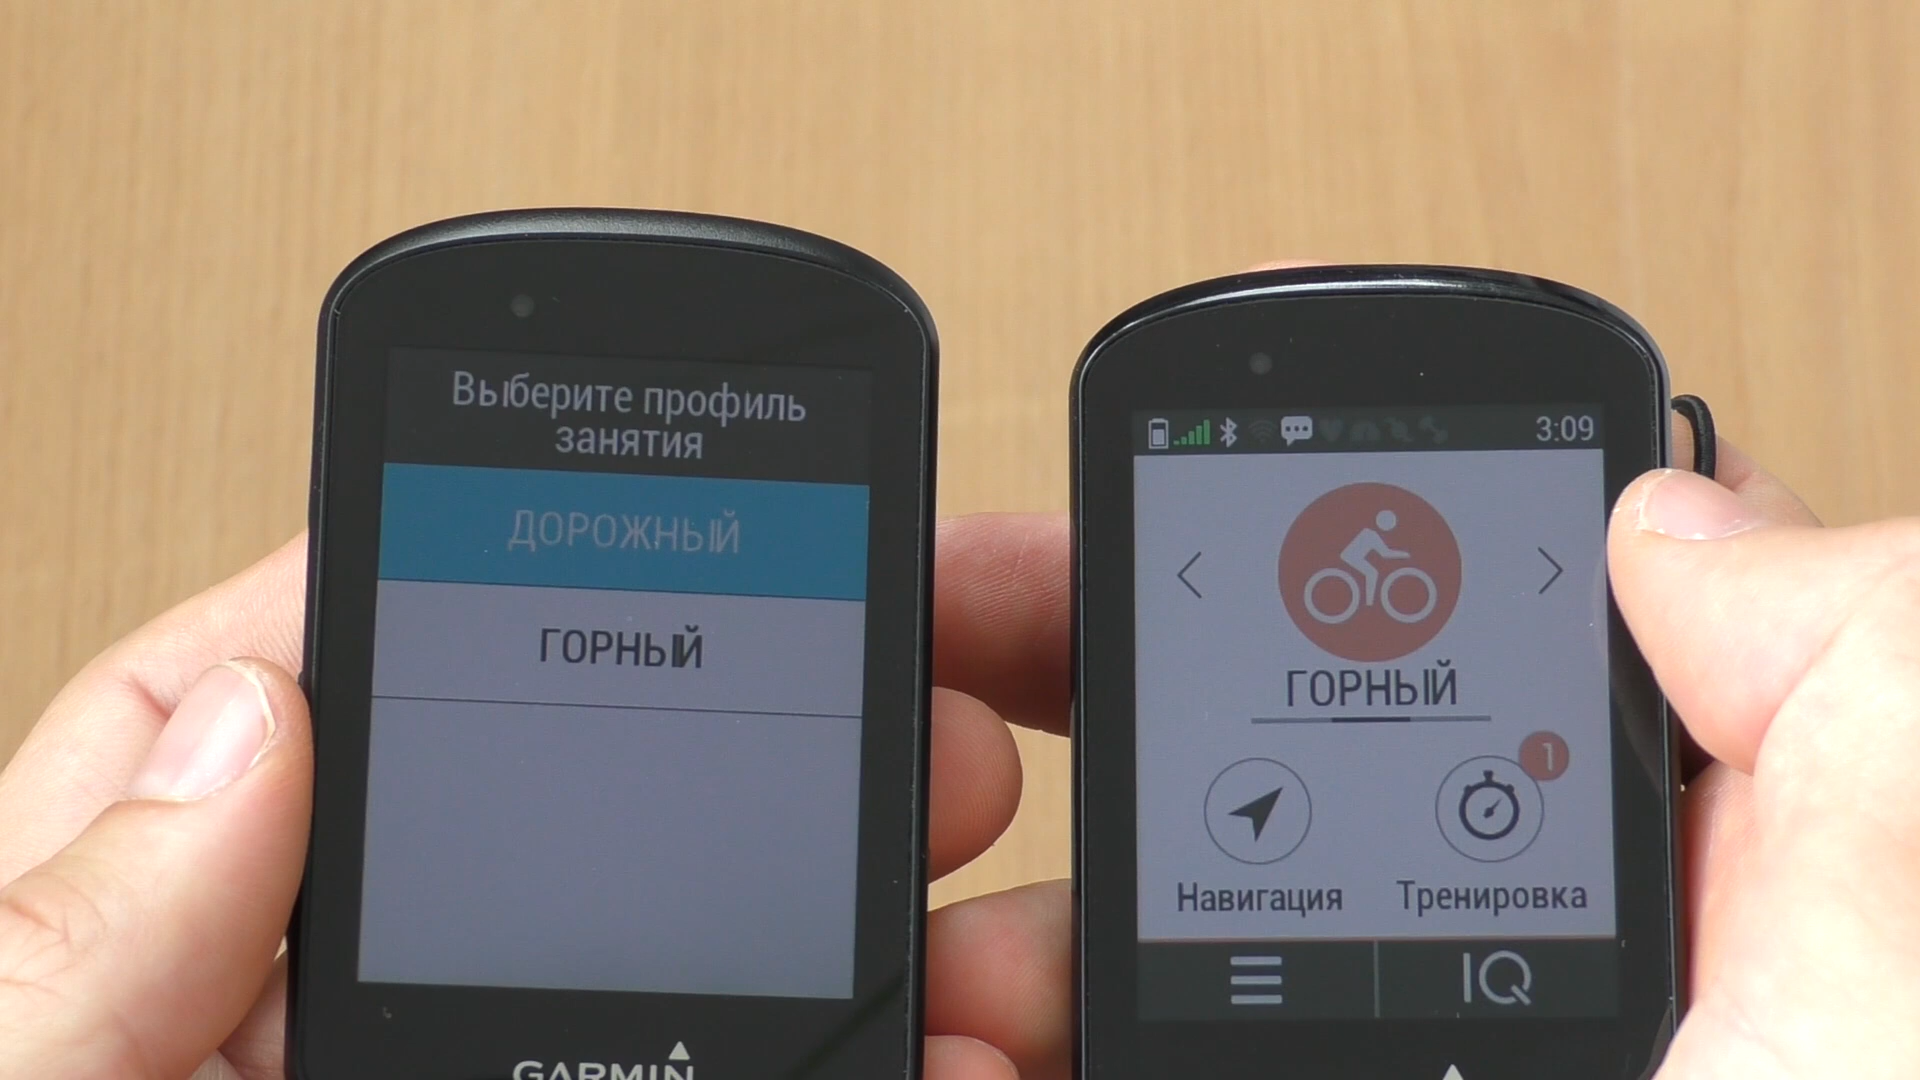 Выберите профиль
занятия
ДОРОЖНЫЙ
ГОРНЫЙ
GARMIN
3:09
ГОРНЫЙ
1
Навигация
Тренировка
IQ